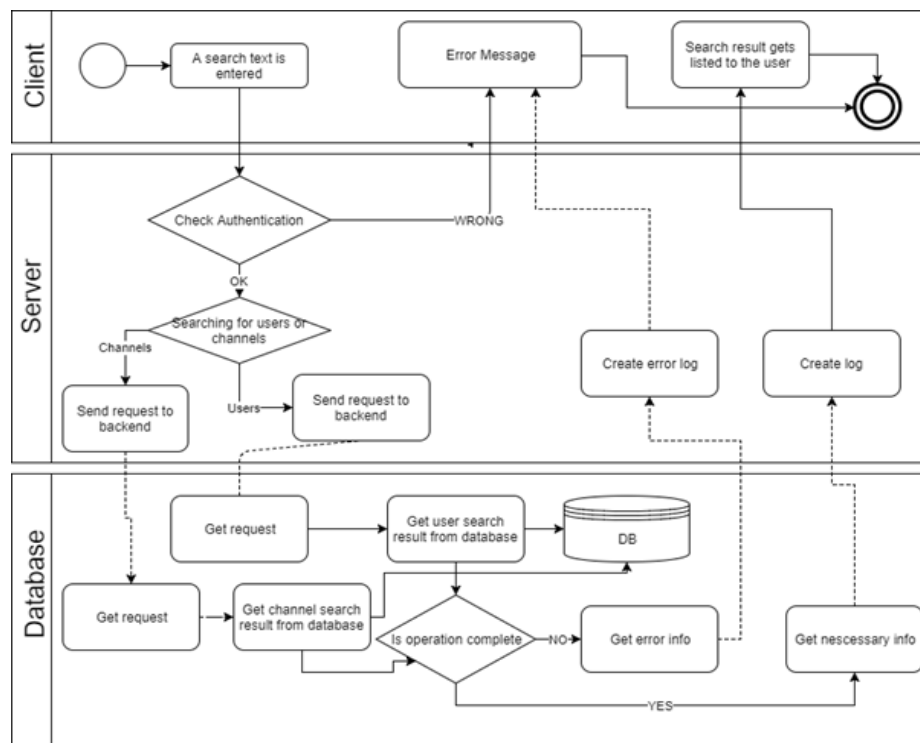 Client
A search text is
entered
Error Message
Search result gets
listed to the user
Server
Check Authentication
WRONG
OK
Searching for users or
channels
Channels
Users
Send request to
backend
Send request to
backend
Create error log
Create log
Database
Get request
Get user search
result from database
DB
Get request
Get channel search
result from database
Is operation complete
NO
Get error info
Get nescessary info
YES